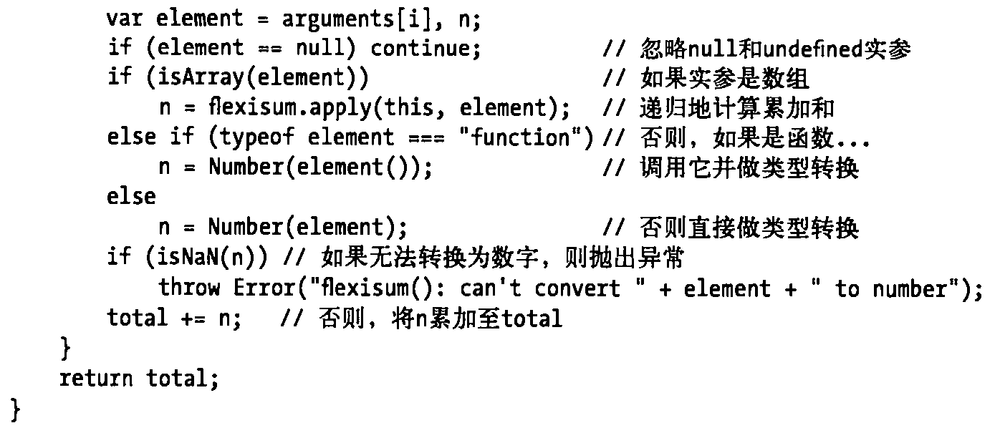 var element = arguments[i], n;
if (element == null) continue; // 忽略null和undefined实参
if (isArray(element)) // 如果实参是数组
n = flexisum.apply(this, element); // 递归地计算累加和
else if (typeof element === "function") // 否则，如果是函数...
n = Number(element()); // 调用它并做类型转换
else
n = Number(element); // 否则直接做类型转换
if (isNaN(n)) // 如果无法转换为数字，则抛出异常
throw Error("flexisum(): can't convert " + element + " to number");
total += n; // 否则，将n累加至total
}
return total;
}